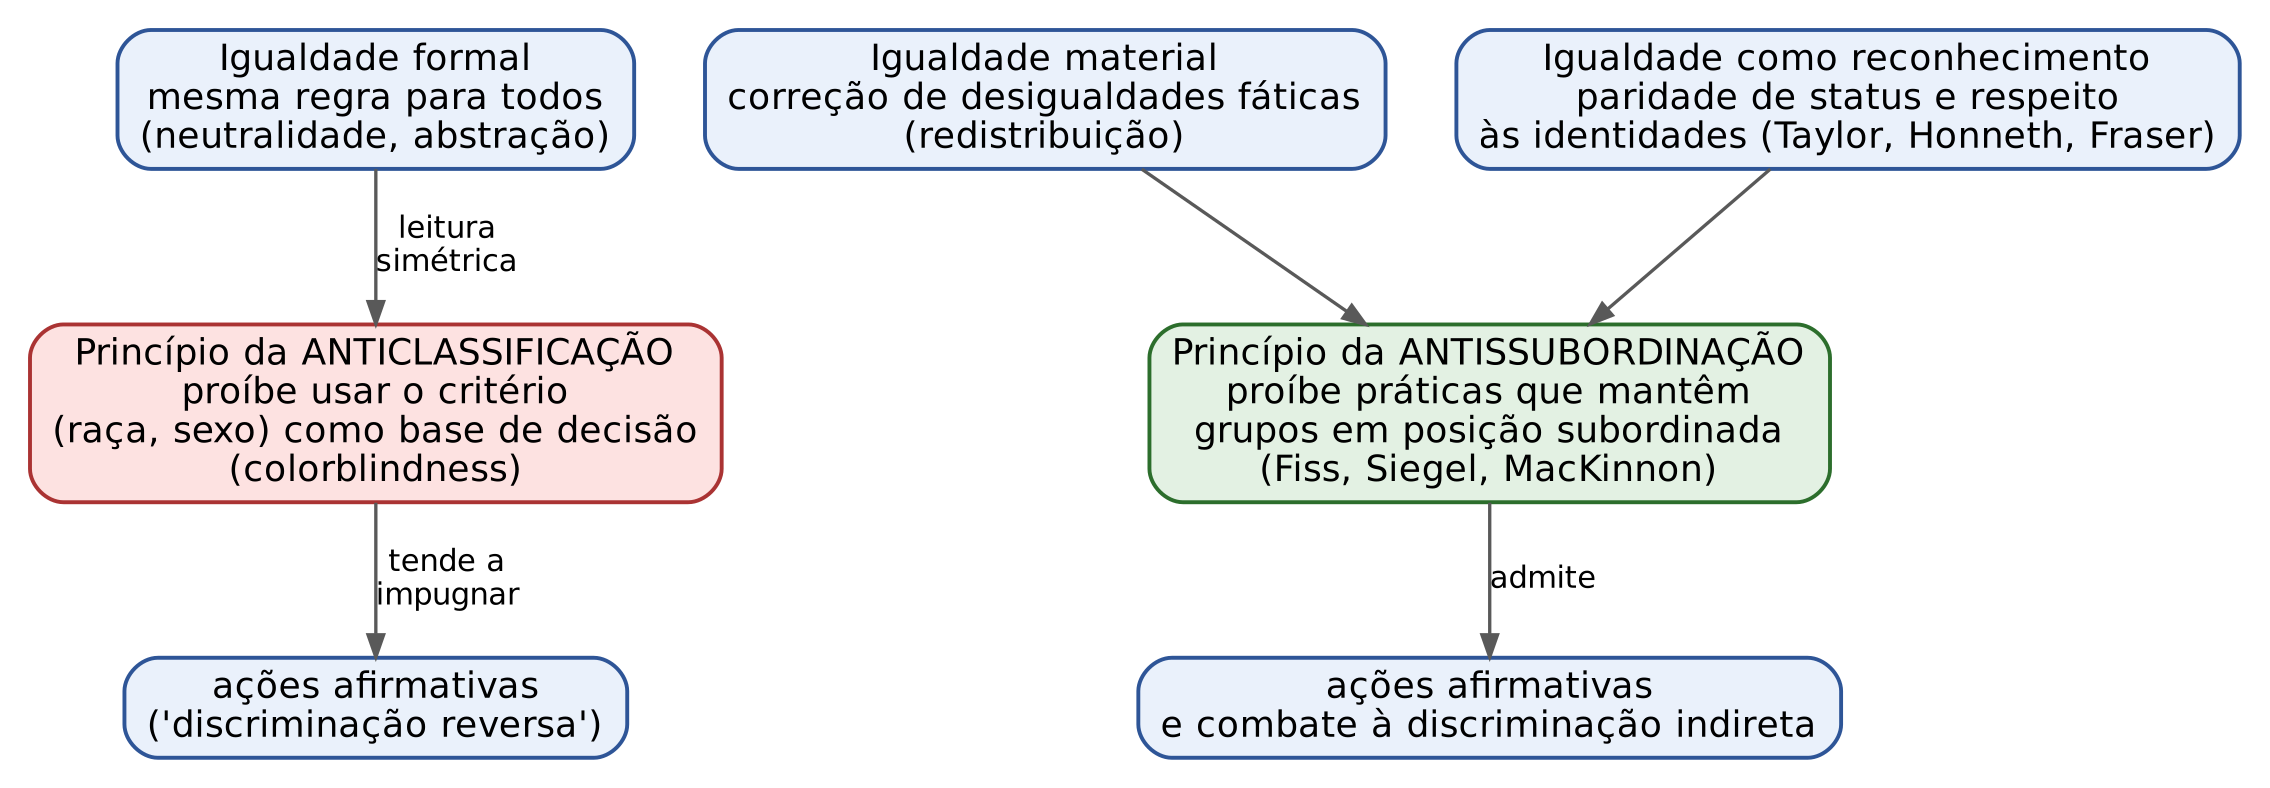 Igualdade formal
mesma regra para todos
(neutralidade, abstração)
Igualdade material
correção de desigualdades fáticas
(redistribuição)
Igualdade como reconhecimento
paridade de status e respeito
às identidades (Taylor, Honneth, Fraser)
leitura
simétrica
Princípio da ANTICLASSIFICAÇÃO
proíbe usar o critério
(raça, sexo) como base de decisão
(colorblindness)
Princípio da ANTISSUBORDINAÇÃO
proíbe práticas que mantêm
grupos em posição subordinada
(Fiss, Siegel, MacKinnon)
tende a
impugnar
admite
ações afirmativas
('discriminação reversa')
ações afirmativas
e combate à discriminação indireta